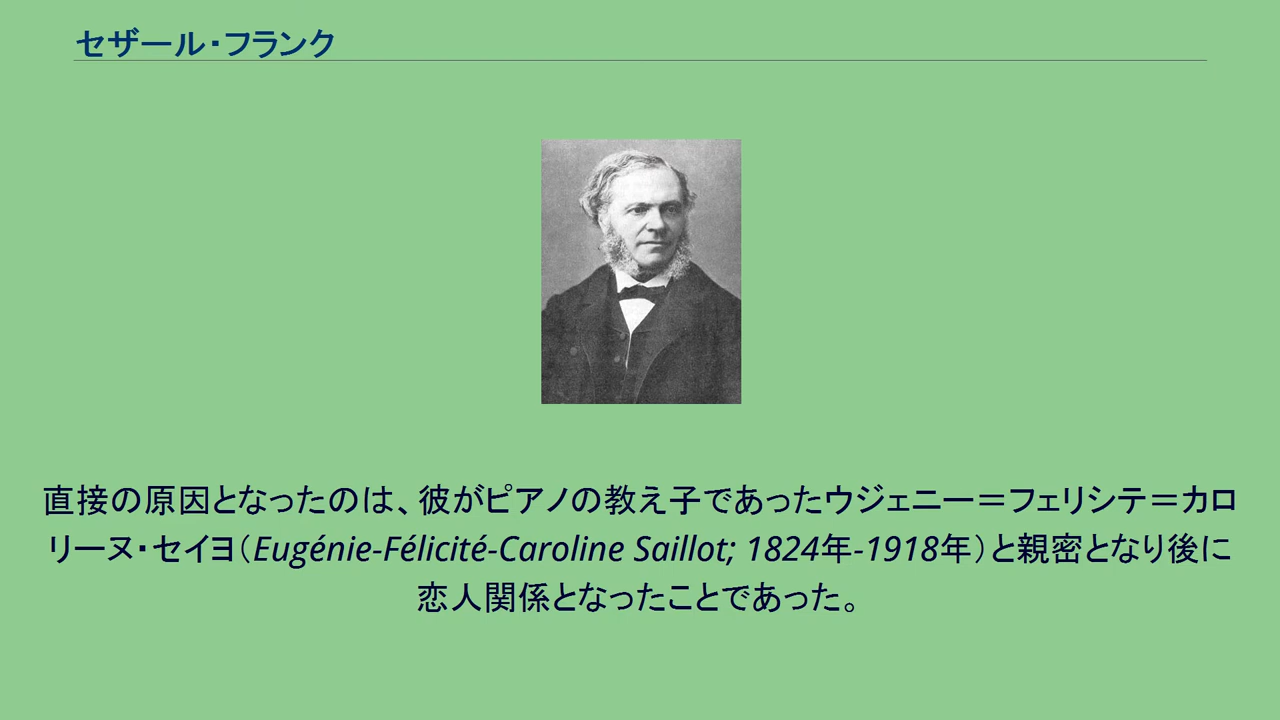 セザール・フランク
直接の原因となったのは、彼がピアノの教え子であったウジェニー＝フェリシテ＝カロ
リーヌ・セイヨ（Eugénie-Félicité-Caroline Saillot; 1824年-1918年）と親密となり後に
恋人関係となったことであった。